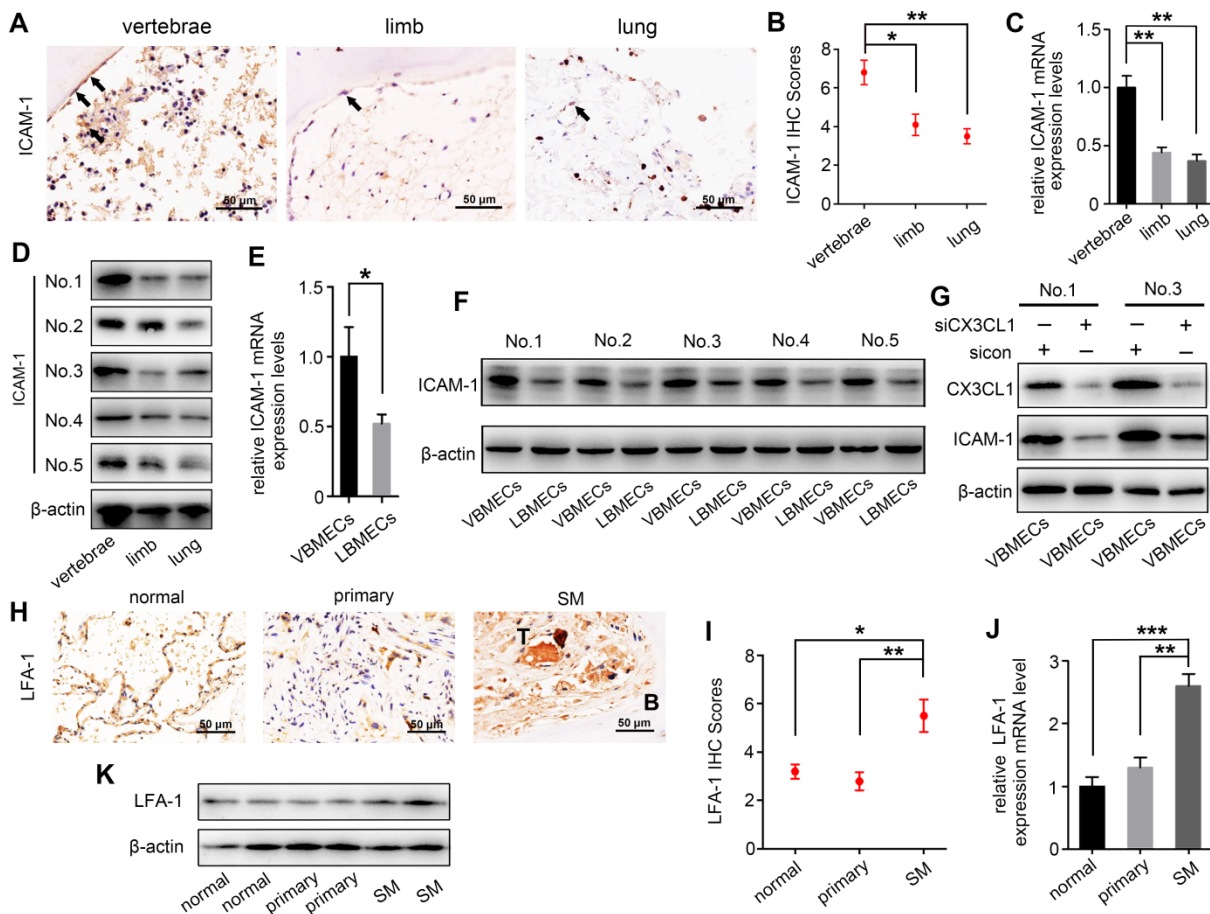 A
vertebrae
limb
lung
ICAM-1
50 μm
50 μm
50 μm
B
ICAM-1 IHC Scores
8
6
4
2
0
*
**
vertebrae
limb
lung
C
relative ICAM-1 mRNA
expression levels
1.5
1.0
0.5
0.0
**
**
vertebrae
limb
lung
D
ICAM-1
No.1
No.2
No.3
No.4
No.5
β-actin
vertebrae
limb
lung
E
relative ICAM-1 mRNA
expression levels
1.5
1.0
0.5
0.0
*
VBMECs
LBMECs
F
No.1 No.2 No.3 No.4 No.5
ICAM-1
β-actin
VBMECs LBMECs VBMECs LBMECs VBMECs LBMECs VBMECs LBMECs VBMECs LBMECs
G
No.1 No.3
siCX3CL1 − + − +
sicon + − + −
CX3CL1
ICAM-1
β-actin
VBMECs VBMECs VBMECs VBMECs
H
normal
primary
SM
LFA-1
50 μm
50 μm
T
B
50 μm
I
LFA-1 IHC Scores
8
6
4
2
0
*
**
normal
primary
SM
J
relative LFA-1
expression mRNA level
3
2
1
0
***
**
normal
primary
SM
K
LFA-1
β-actin
normal normal primary primary SM SM